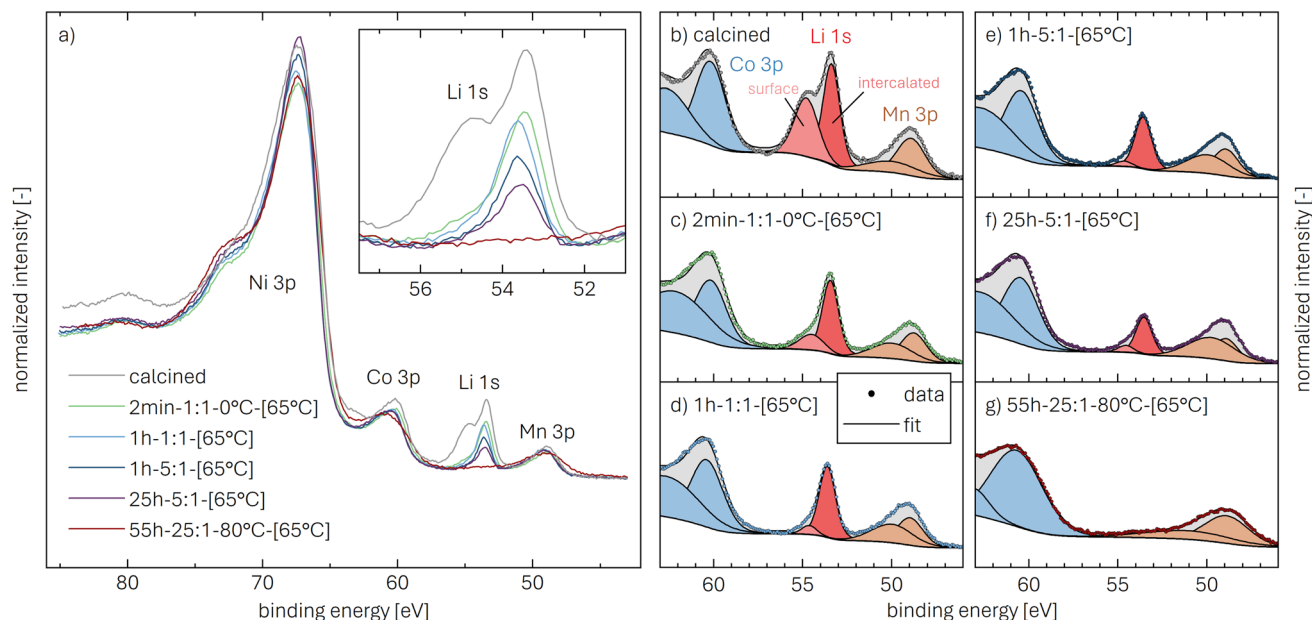 a)
Li 1s
56
54
52
Ni 3p
Co 3p
Li 1s
Mn 3p
calcined
2min-1:1-0°C-[65°C]
1h-1:1-[65°C]
1h-5:1-[65°C]
25h-5:1-[65°C]
55h-25:1-80°C-[65°C]
normalized intensity [-]
80
70
60
50
binding energy [eV]
b) calcined
Li 1s
Co 3p
surface
intercalated
Mn 3p
c) 2min-1:1-0°C-[65°C]
data
fit
d) 1h-1:1-[65°C]
60
55
50
binding energy [eV]
e) 1h-5:1-[65°C]
f) 25h-5:1-[65°C]
g) 55h-25:1-80°C-[65°C]
60
55
50
binding energy [eV]
normalized intensity [-]